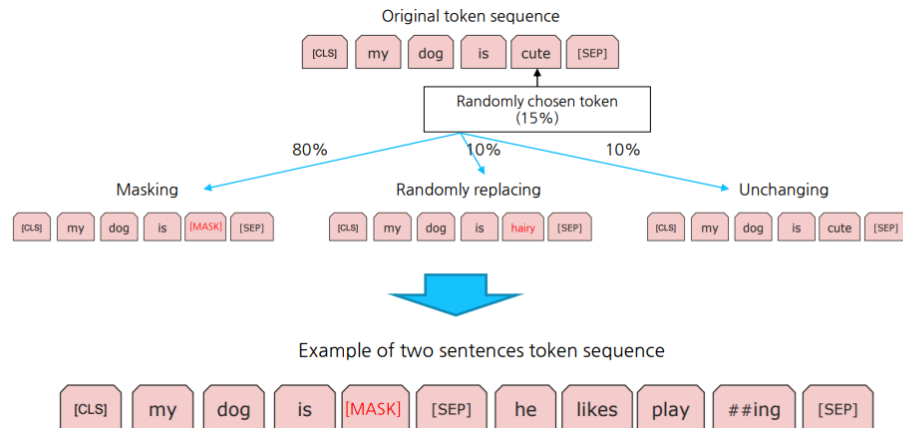 Original token sequence
[CLS] my dog is cute [SEP]
Randomly chosen token
(15%)
80% 10% 10%
Masking Randomly replacing Unchanging
[CLS] my dog is [MASK] [SEP] [CLS] my dog is hairy [SEP] [CLS] my dog is cute [SEP]
Example of two sentences token sequence
[CLS] my dog is [MASK] [SEP] he likes play ##ing [SEP]